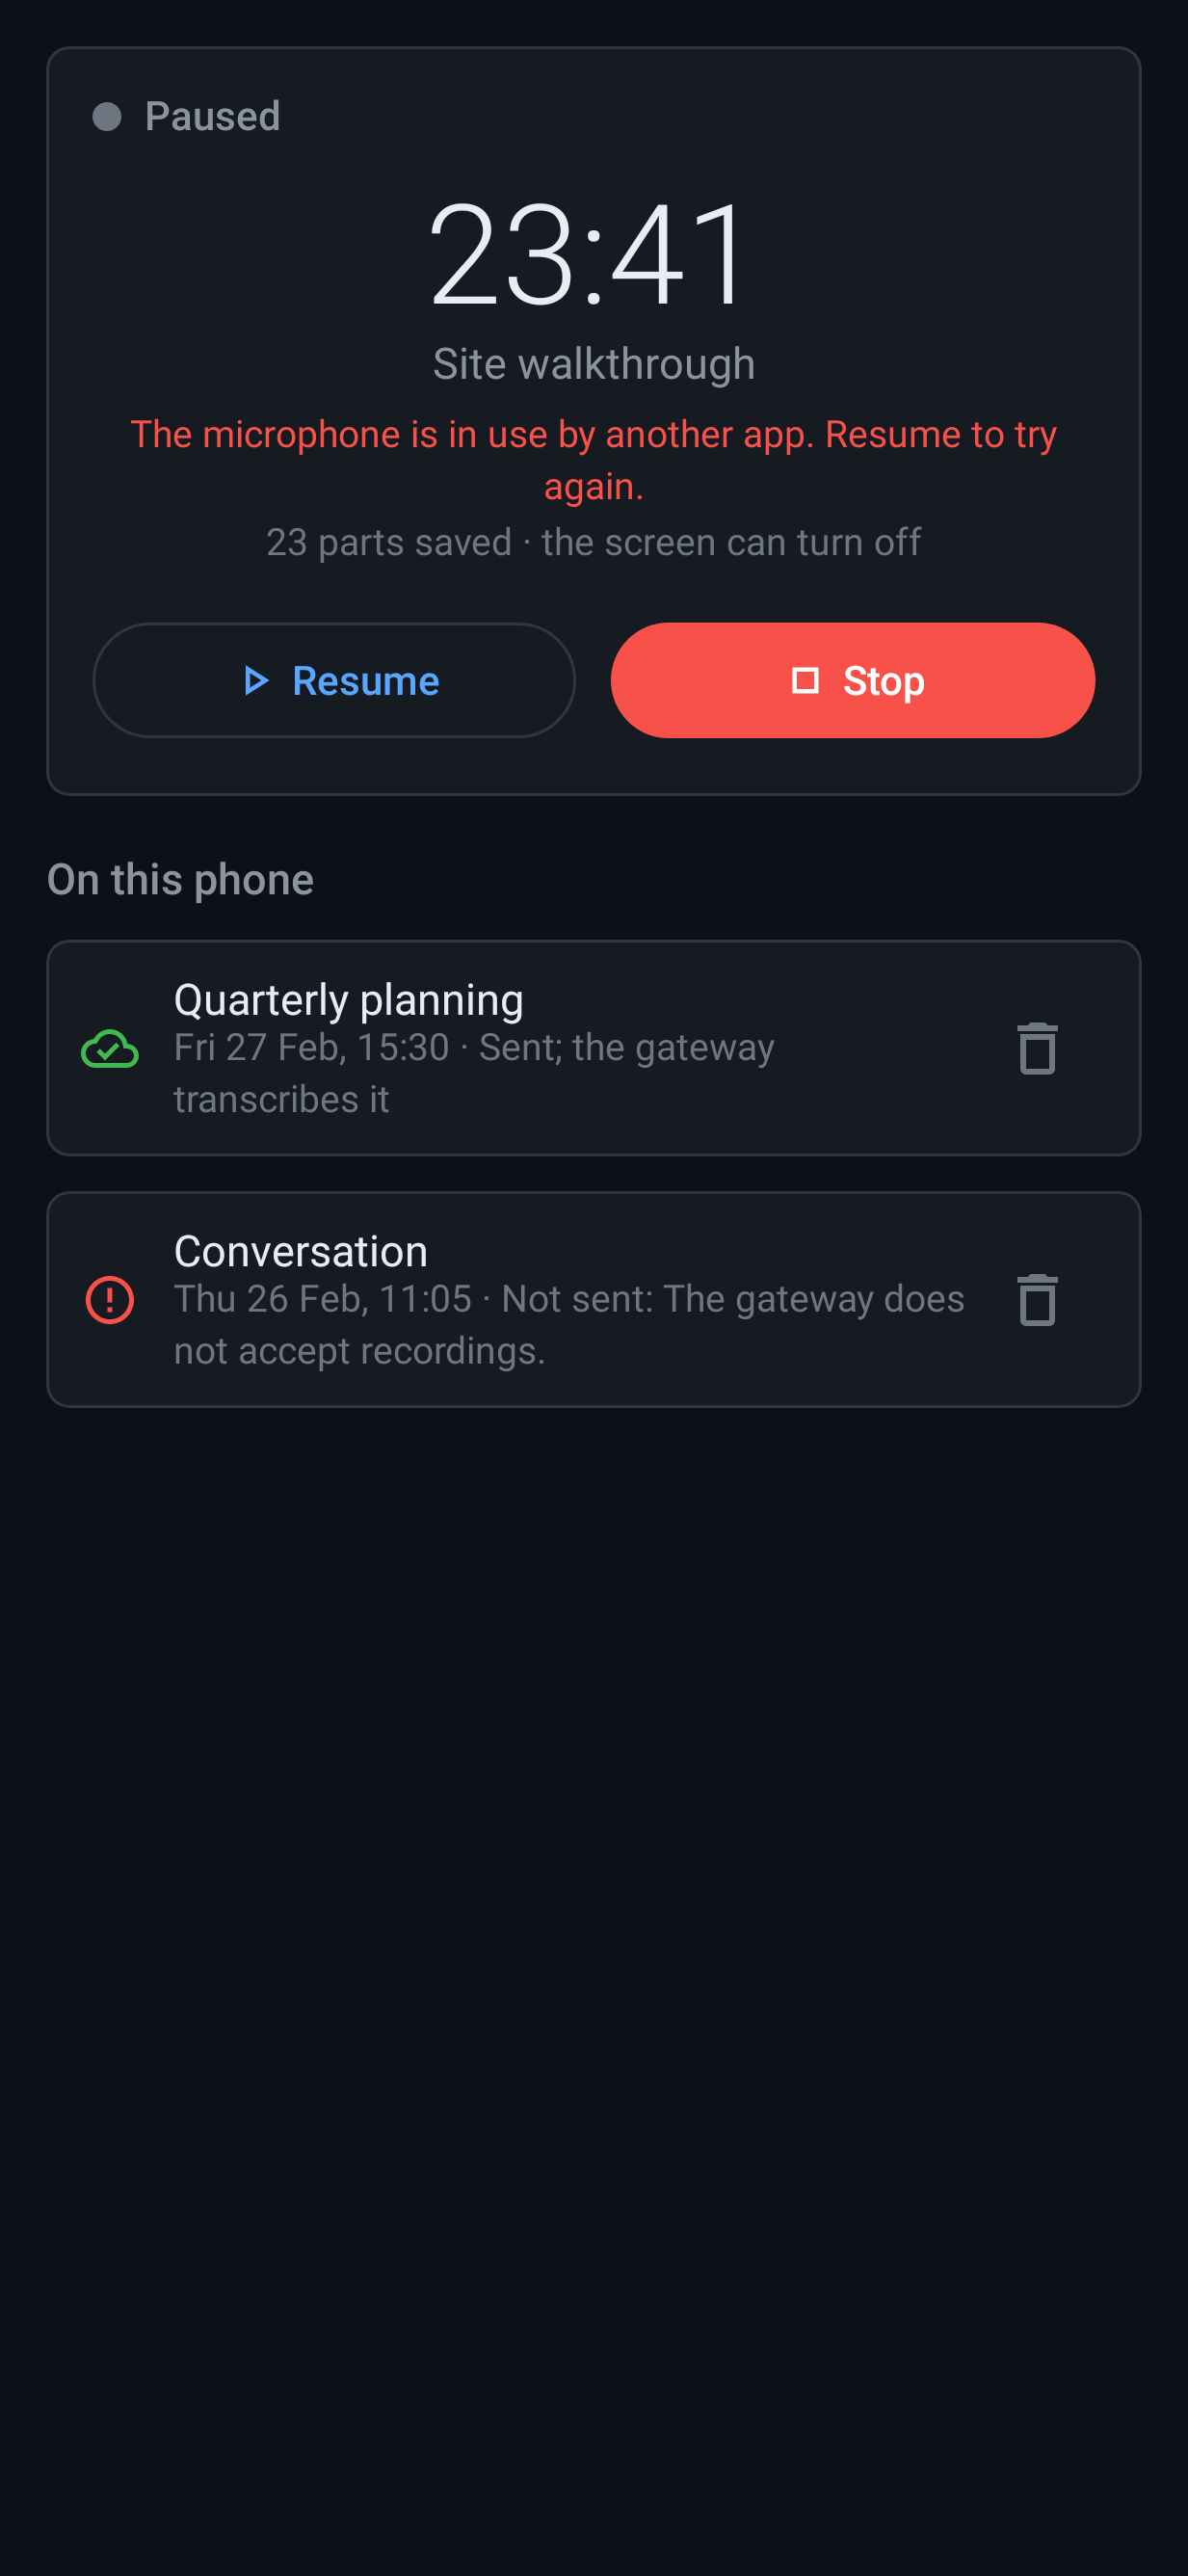 Paused
23:41
Site walkthrough
The microphone is in use by another app. Resume to try
again.
23 parts saved · the screen can turn off
Resume
Stop
On this phone
Quarterly planning
Fri 27 Feb, 15:30 · Sent; the gateway
transcribes it
Conversation
Thu 26 Feb, 11:05 · Not sent: The gateway does
not accept recordings.